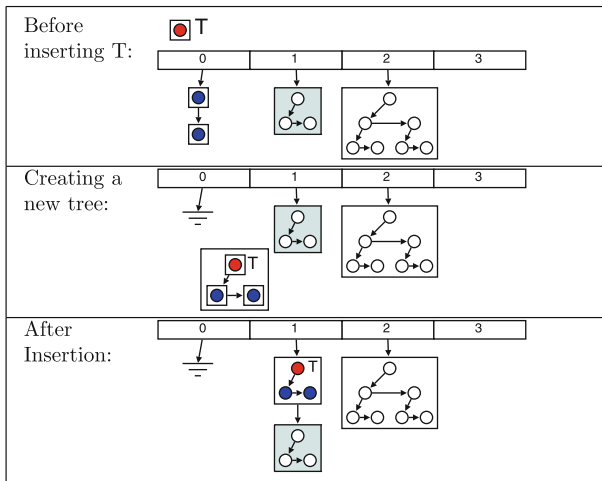 Before
inserting T:
T
0 1 2 3
Creating a
new tree:
0 1 2 3
T
After
Insertion:
0 1 2 3
T